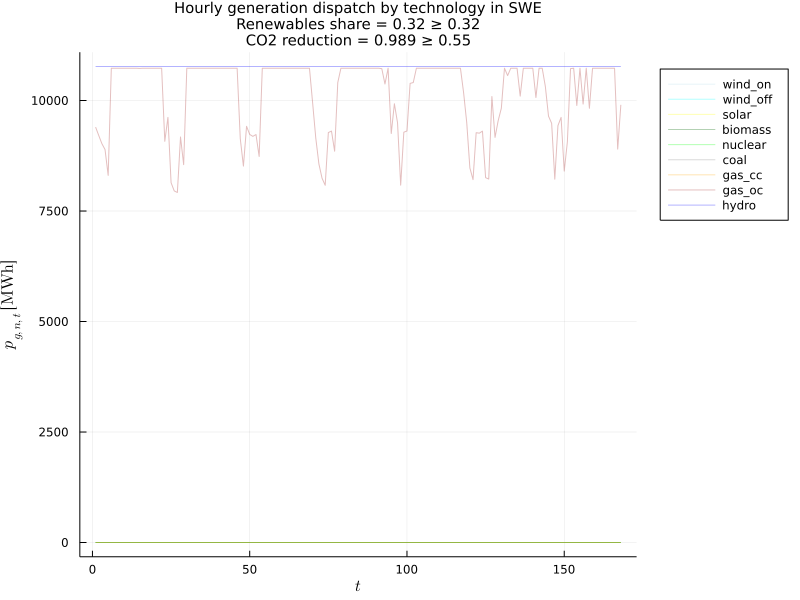 Hourly generation dispatch by technology in SWE
Renewables share = 0.32 ≥ 0.32
CO2 reduction = 0.989 ≥ 0.55
p_{g, n, t} [MWh]
10000
7500
5000
2500
0
0
50
100
150
t
wind_on
wind_off
solar
biomass
nuclear
coal
gas_cc
gas_oc
hydro